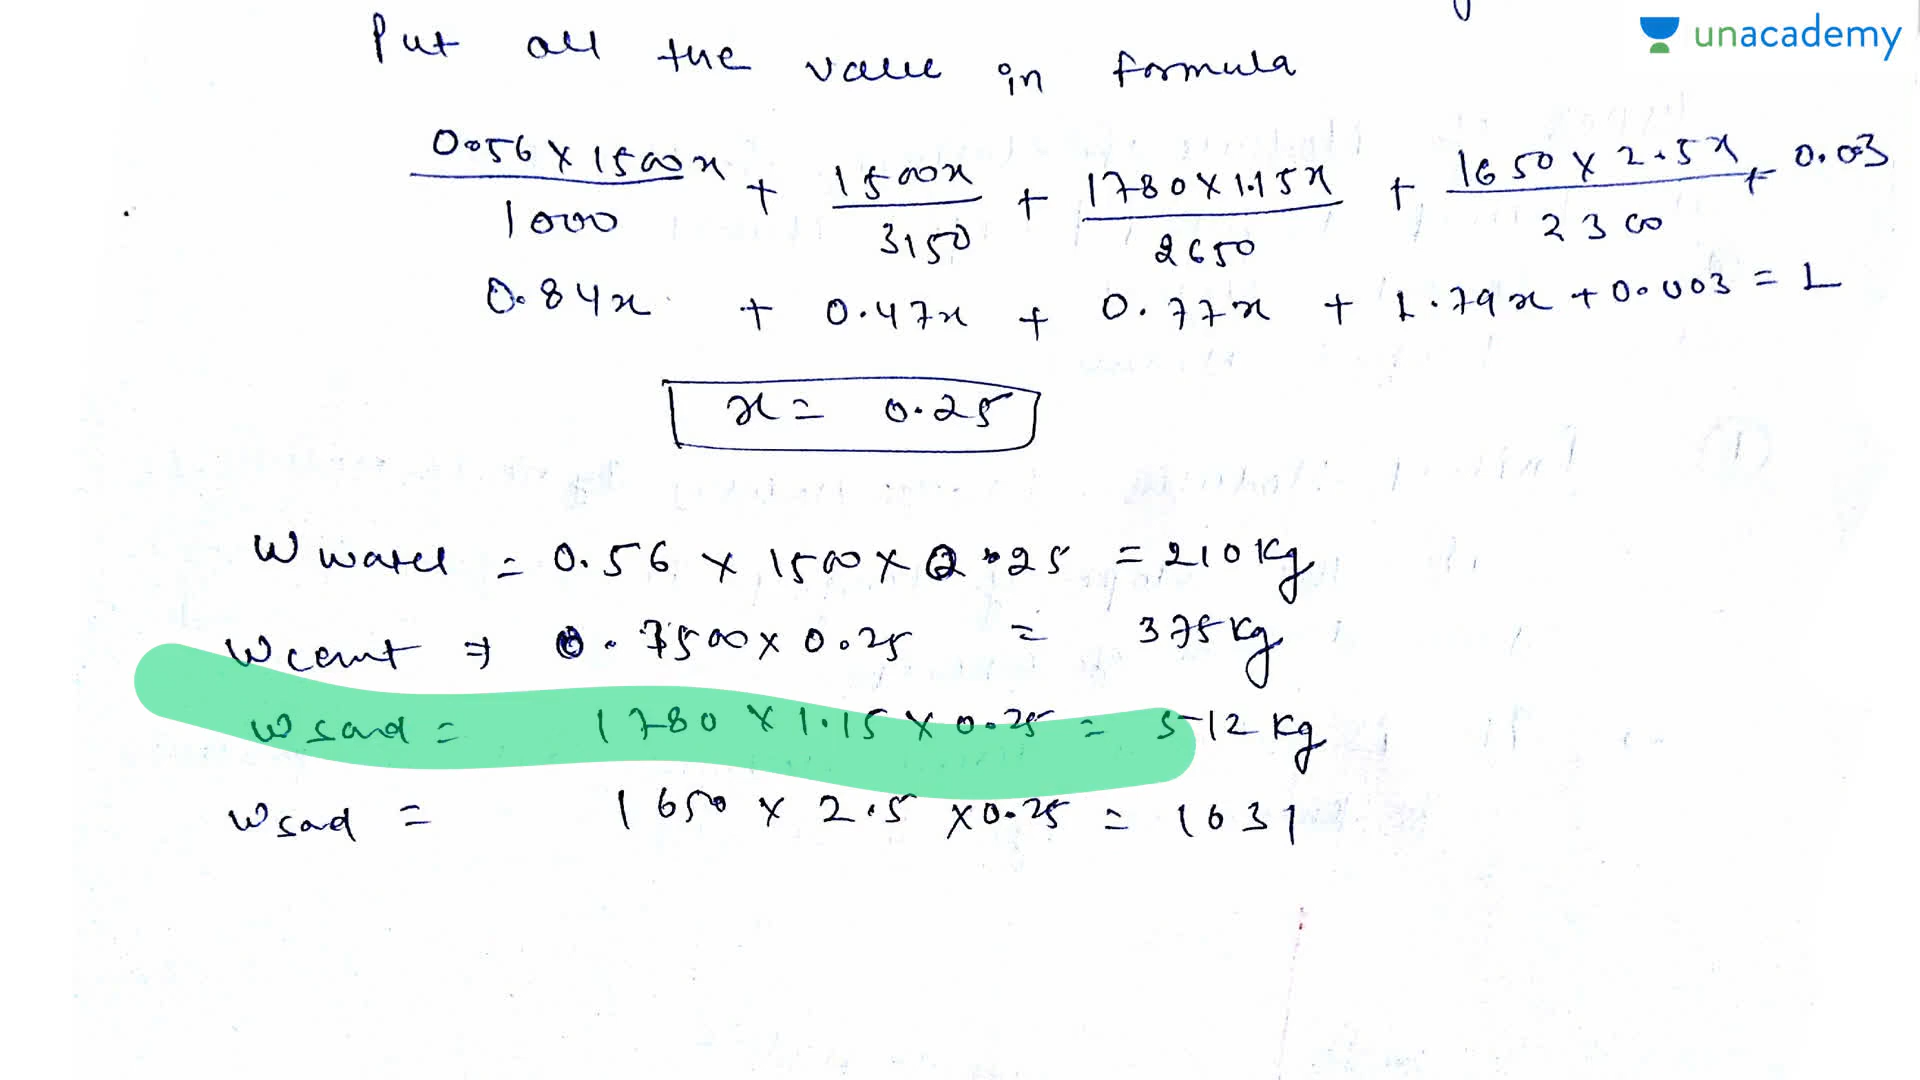 unacademy
Put all the value in formula
0.56 × 1500x / 1000 + 1500x / 3150 + 1780 × 1.15x / 2650 + 1650 × 2.5x / 2300 + 0.003
0.84x + 0.47x + 0.77x + 1.79x + 0.003 = 1
x = 0.25
W water = 0.56 × 1500 × 0.25 = 210 Kg
Wcemt ⇒ 1500 × 0.25 = 375 Kg
W sand = 1780 × 1.15 × 0.25 = 512 Kg
Wsad = 1650 × 2.5 × 0.25 = 1031